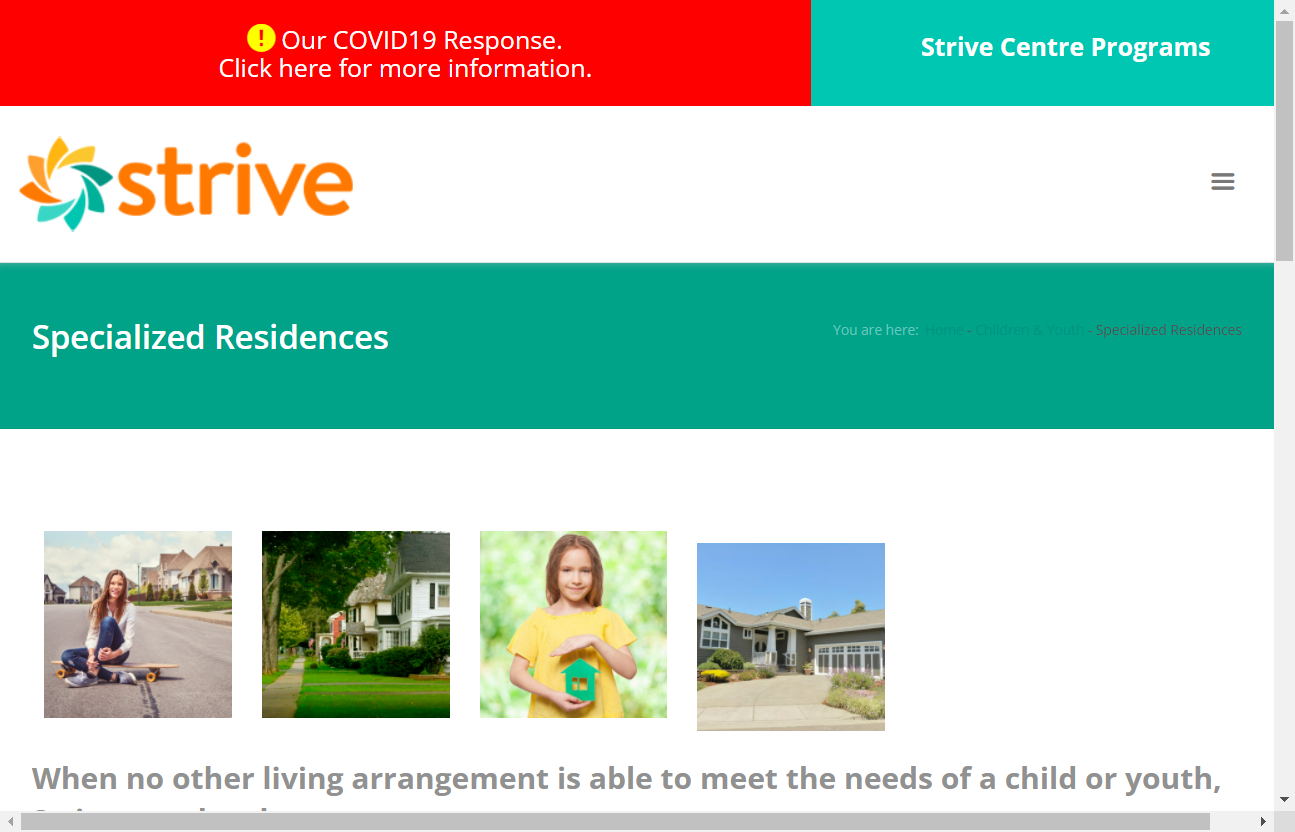 ! Our COVID19 Response.
Click here for more information.
Strive Centre Programs
strive
Specialized Residences
You are here: Home - Children & Youth - Specialized Residences
When no other living arrangement is able to meet the needs of a child or youth,